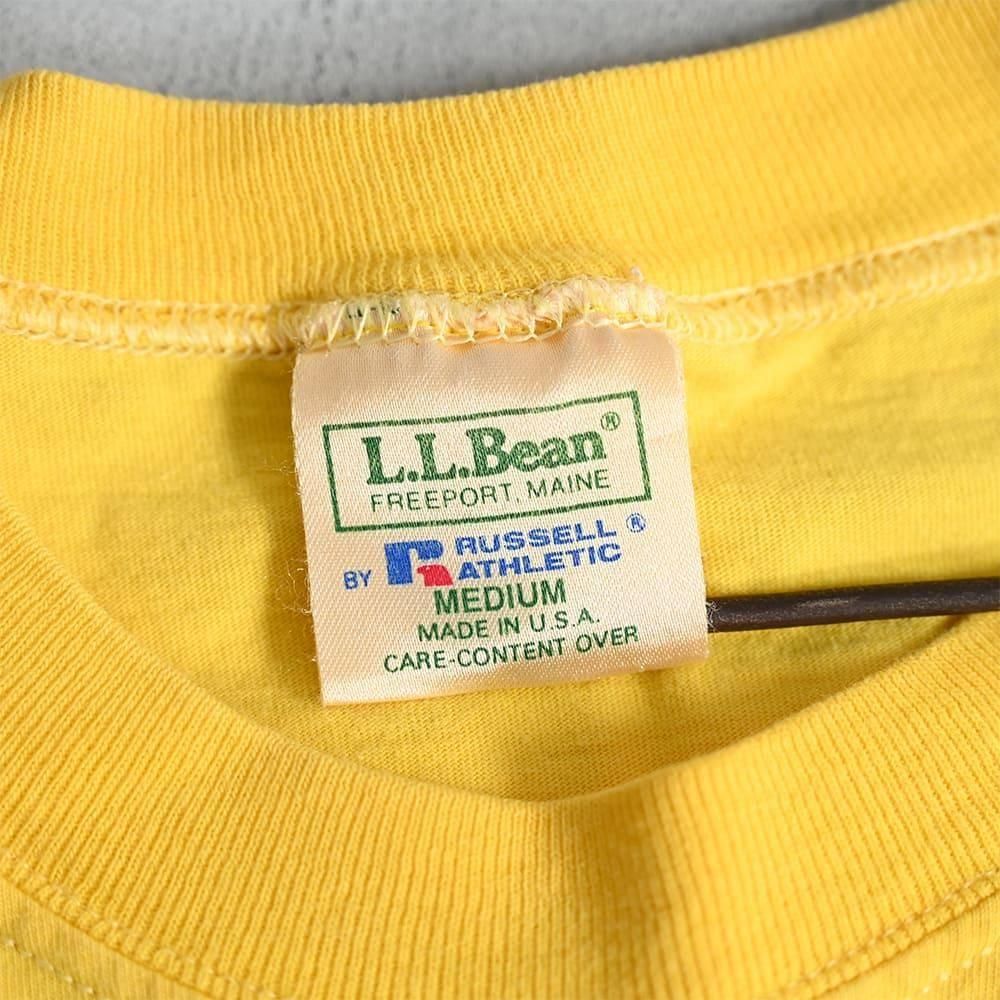 L.L.Bean®
FREEPORT, MAINE
BY RUSSELL ®
ATHLETIC
MEDIUM
MADE IN U.S.A.
CARE-CONTENT OVER